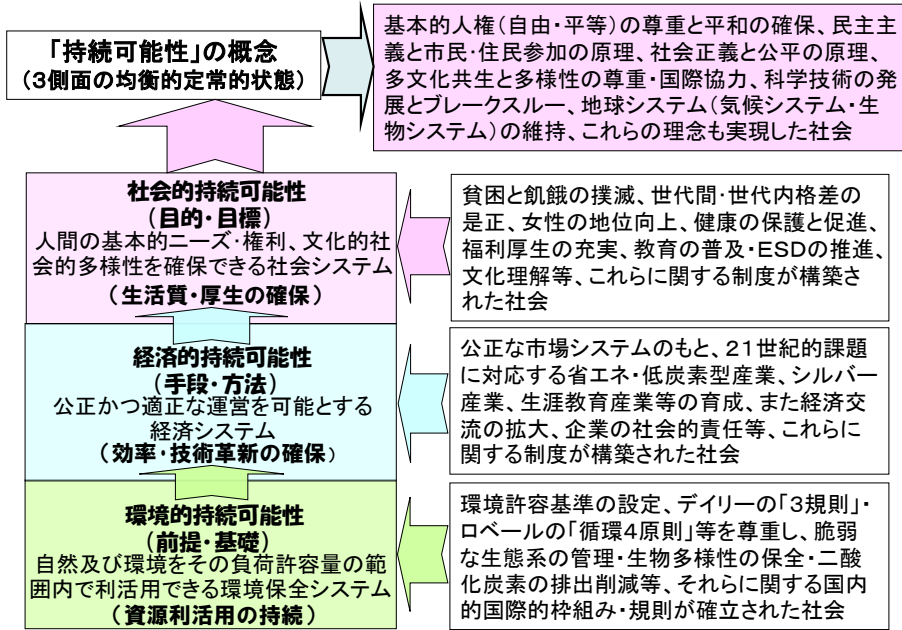 「持続可能性」の概念
(3側面の均衡的定常的状態)
基本的人権(自由・平等)の尊重と平和の確保、民主主
義と市民・住民参加の原理、社会正義と公平の原理、
多文化共生と多様性の尊重・国際協力、科学技術の発
展とブレークスルー、地球システム(気候システム・生
物システム)の維持、これらの理念も実現した社会
社会的持続可能性
(目的・目標)
人間の基本的ニーズ・権利、文化的社
会的多様性を確保できる社会システム
(生活質・厚生の確保)
貧困と飢餓の撲滅、世代間・世代内格差の
是正、女性の地位向上、健康の保護と促進、
福利厚生の充実、教育の普及・ESDの推進、
文化理解等、これらに関する制度が構築さ
れた社会
経済的持続可能性
(手段・方法)
公正かつ適正な運営を可能とする
経済システム
(効率・技術革新の確保)
公正な市場システムのもと、21世紀的課題
に対応する省エネ・低炭素型産業、シルバー
産業、生涯教育産業等の育成、また経済交
流の拡大、企業の社会的責任等、これらに
関する制度が構築された社会
環境的持続可能性
(前提・基礎)
自然及び環境をその負荷許容量の範
囲内で利活用できる環境保全システム
(資源利活用の持続)
環境許容基準の設定、デイリーの「3規則」・
ロベールの「循環4原則」等を尊重し、脆弱
な生態系の管理・生物多様性の保全・二酸
化炭素の排出削減等、それらに関する国内
的国際的枠組み・規則が確立された社会